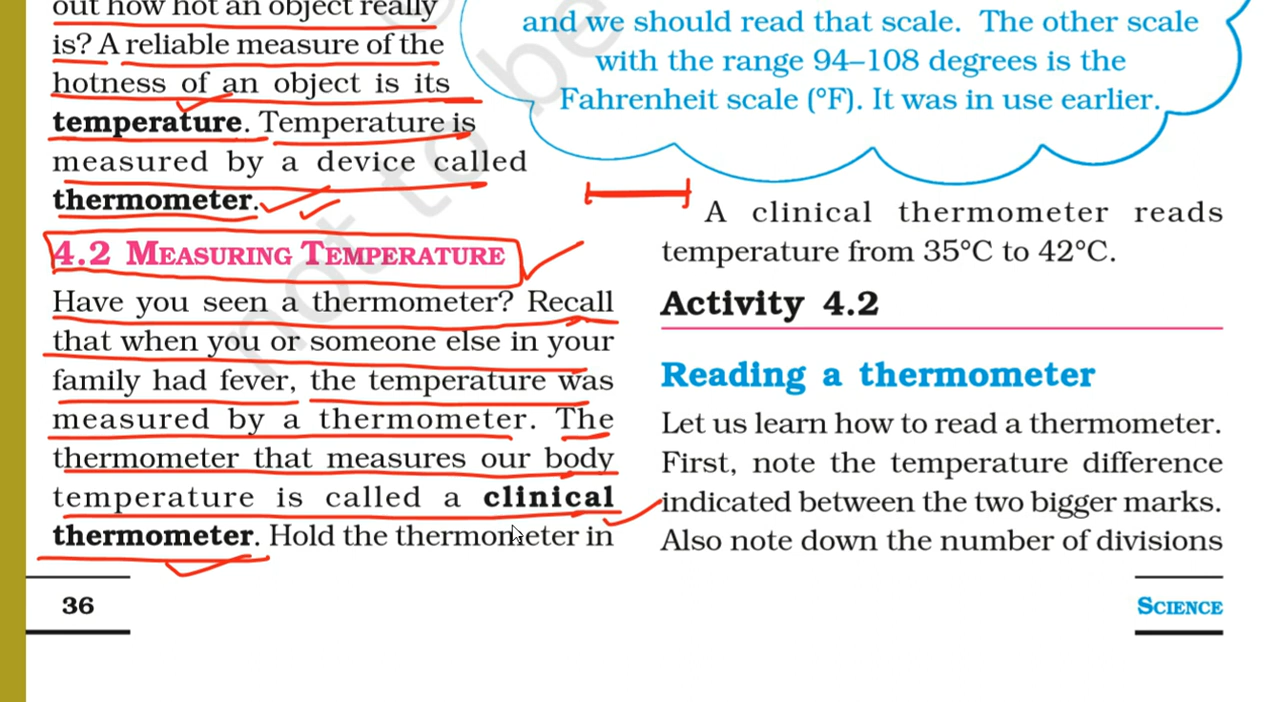 out how hot an object really
is? A reliable measure of the
hotness of an object is its
temperature. Temperature is
measured by a device called
thermometer.
4.2 MEASURING TEMPERATURE
Have you seen a thermometer? Recall
that when you or someone else in your
family had fever, the temperature was
measured by a thermometer. The
thermometer that measures our body
temperature is called a clinical
thermometer. Hold the thermometer in
36
and we should read that scale. The other scale
with the range 94–108 degrees is the
Fahrenheit scale (°F). It was in use earlier.
A clinical thermometer reads
temperature from 35°C to 42°C.
Activity 4.2
Reading a thermometer
Let us learn how to read a thermometer.
First, note the temperature difference
indicated between the two bigger marks.
Also note down the number of divisions
SCIENCE
not to be